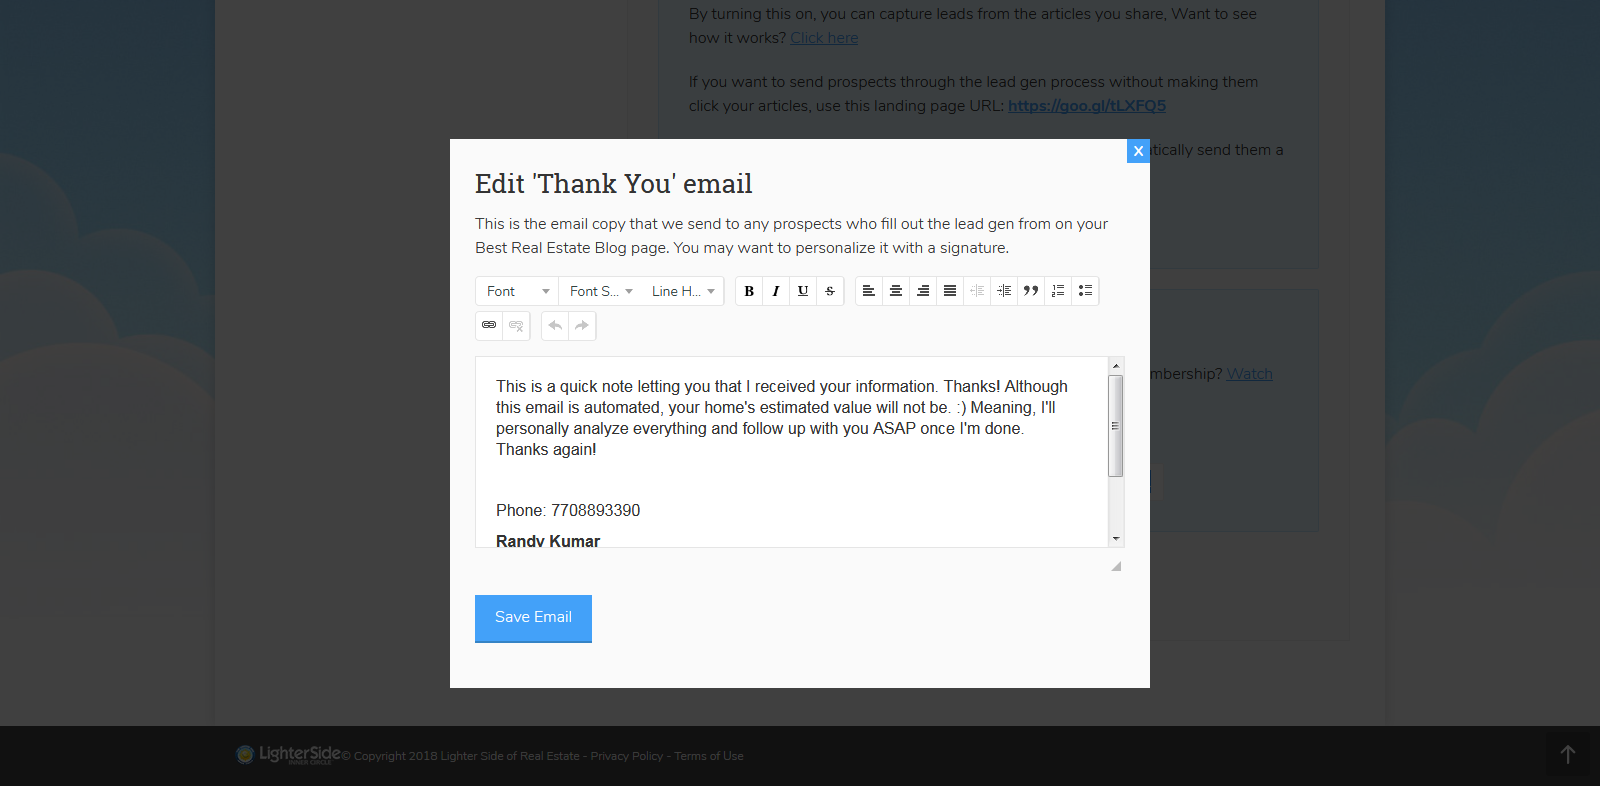 By turning this on, you can capture leads from the articles you share, Want to see
how it works? Click here
If you want to send prospects through the lead gen process without making them
click your articles, use this landing page URL: https://goo.gl/tLXFQ5
tically send them a
X
Edit 'Thank You' email
This is the email copy that we send to any prospects who fill out the lead gen from on your
Best Real Estate Blog page. You may want to personalize it with a signature.
Font Font S... Line H... B I U S
This is a quick note letting you that I received your information. Thanks! Although
this email is automated, your home's estimated value will not be. :) Meaning, I'll
personally analyze everything and follow up with you ASAP once I'm done.
Thanks again!
mbership? Watch
Phone: 7708893390
Randy Kumar
Save Email
LighterSide
INNER CIRCLE
© Copyright 2018 Lighter Side of Real Estate - Privacy Policy - Terms of Use